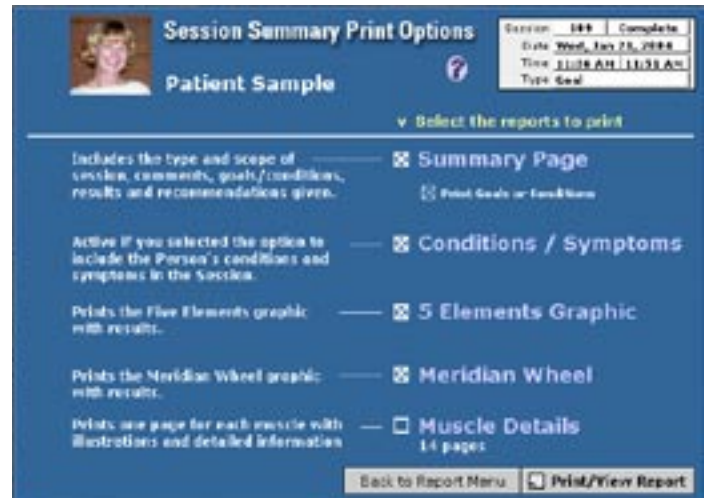 Session Summary Print Options
Patient Sample
?
Session Complete
Date Wed, Jan
Time 11:36 AM 11:51 AM
Type Goal
v Select the reports to print
Includes the type and scope of
session, comments, goals/conditions,
results and recommendations given.
Summary Page
Print Goals or Conditions
Active if you selected the option to
include the Person's conditions and
symptoms in the Session.
Conditions / Symptoms
Prints the Five Elements graphic
with results.
5 Elements Graphic
Prints the Meridian Wheel graphic
with results.
Meridian Wheel
Prints one page for each muscle with
illustrations and detailed information
Muscle Details
14 pages
Back to Report Menu
Print/View Report